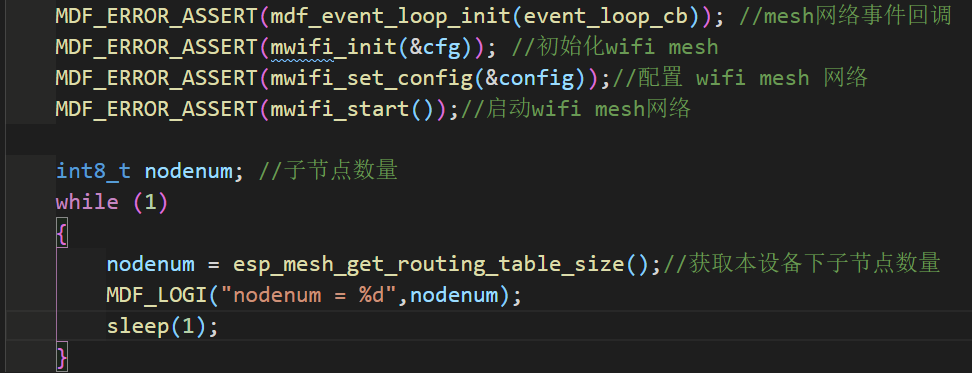 MDF_ERROR_ASSERT(mdf_event_loop_init(event_loop_cb)); //mesh网络事件回调
MDF_ERROR_ASSERT(mwifi_init(&cfg)); //初始化wifi mesh
MDF_ERROR_ASSERT(mwifi_set_config(&config));//配置 wifi mesh 网络
MDF_ERROR_ASSERT(mwifi_start());//启动wifi mesh网络
int8_t nodenum; //子节点数量
while (1)
{
nodenum = esp_mesh_get_routing_table_size();//获取本设备下子节点数量
MDF_LOGI("nodenum = %d",nodenum);
sleep(1);
}